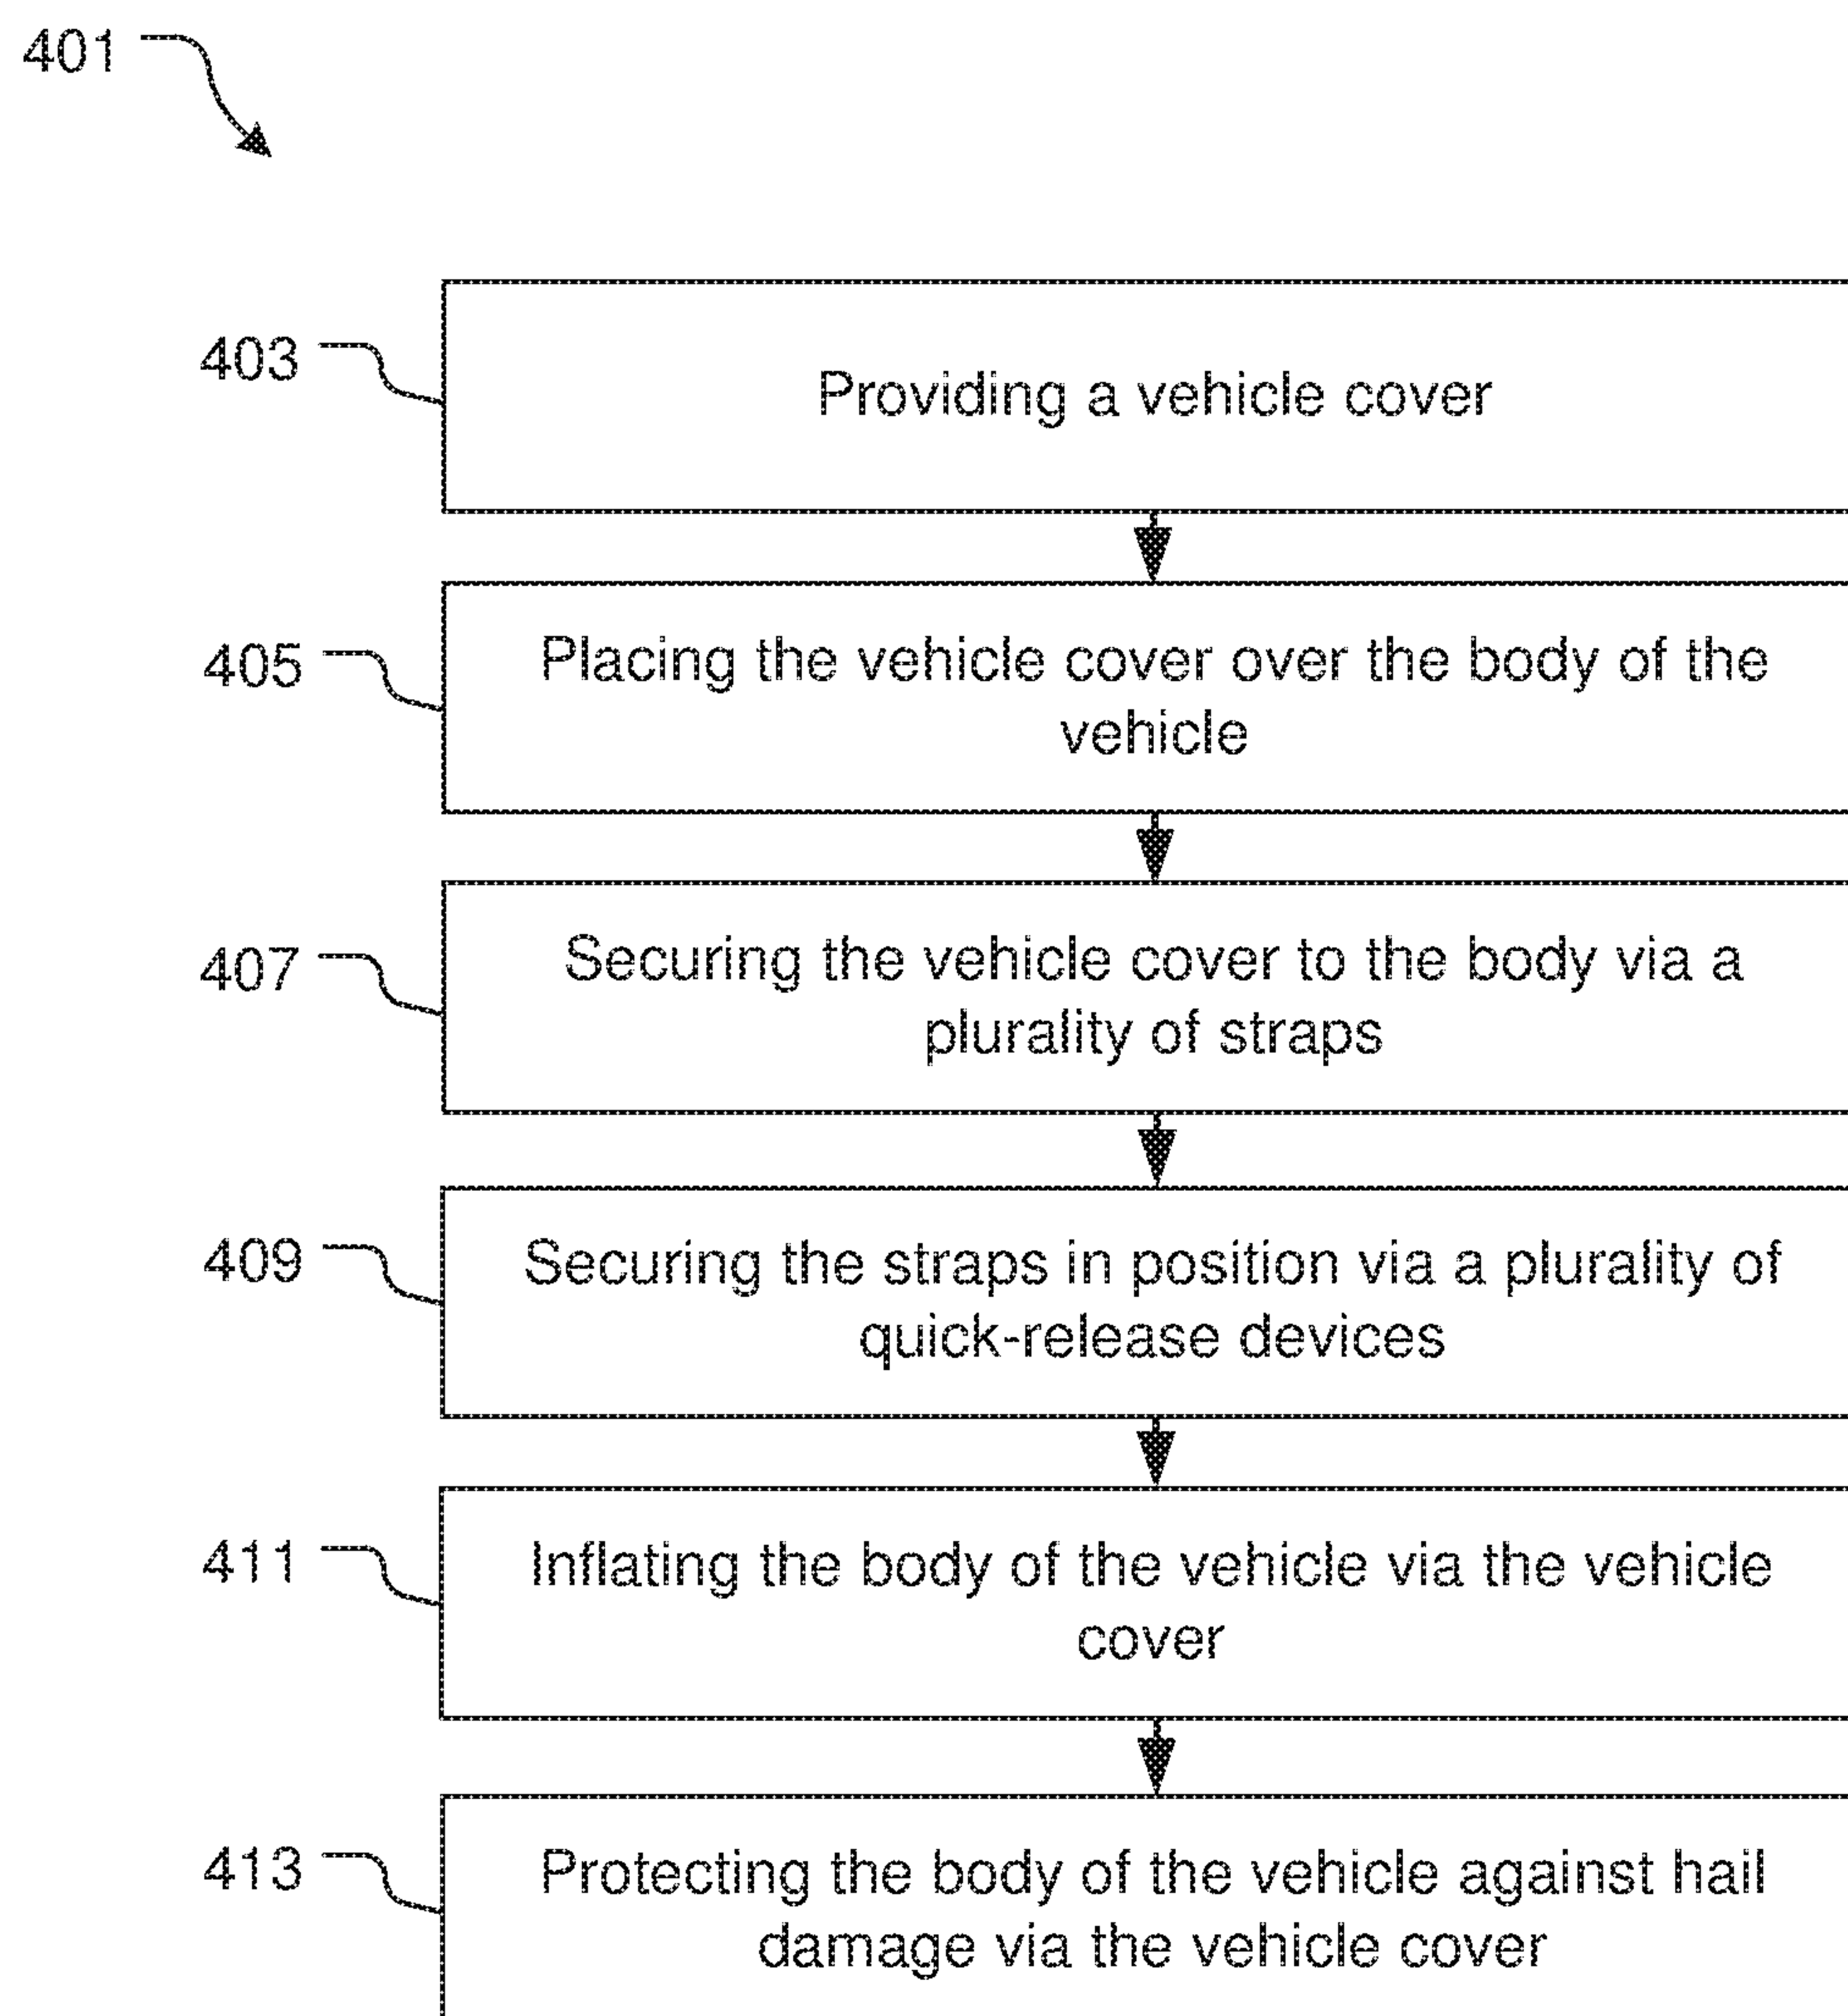 401
403
Providing a vehicle cover
405
Placing the vehicle cover over the body of the
vehicle
407
Securing the vehicle cover to the body via a
plurality of straps
409
Securing the straps in position via a plurality of
quick-release devices
411
Inflating the body of the vehicle via the vehicle
cover
413
Protecting the body of the vehicle against hail
damage via the vehicle cover